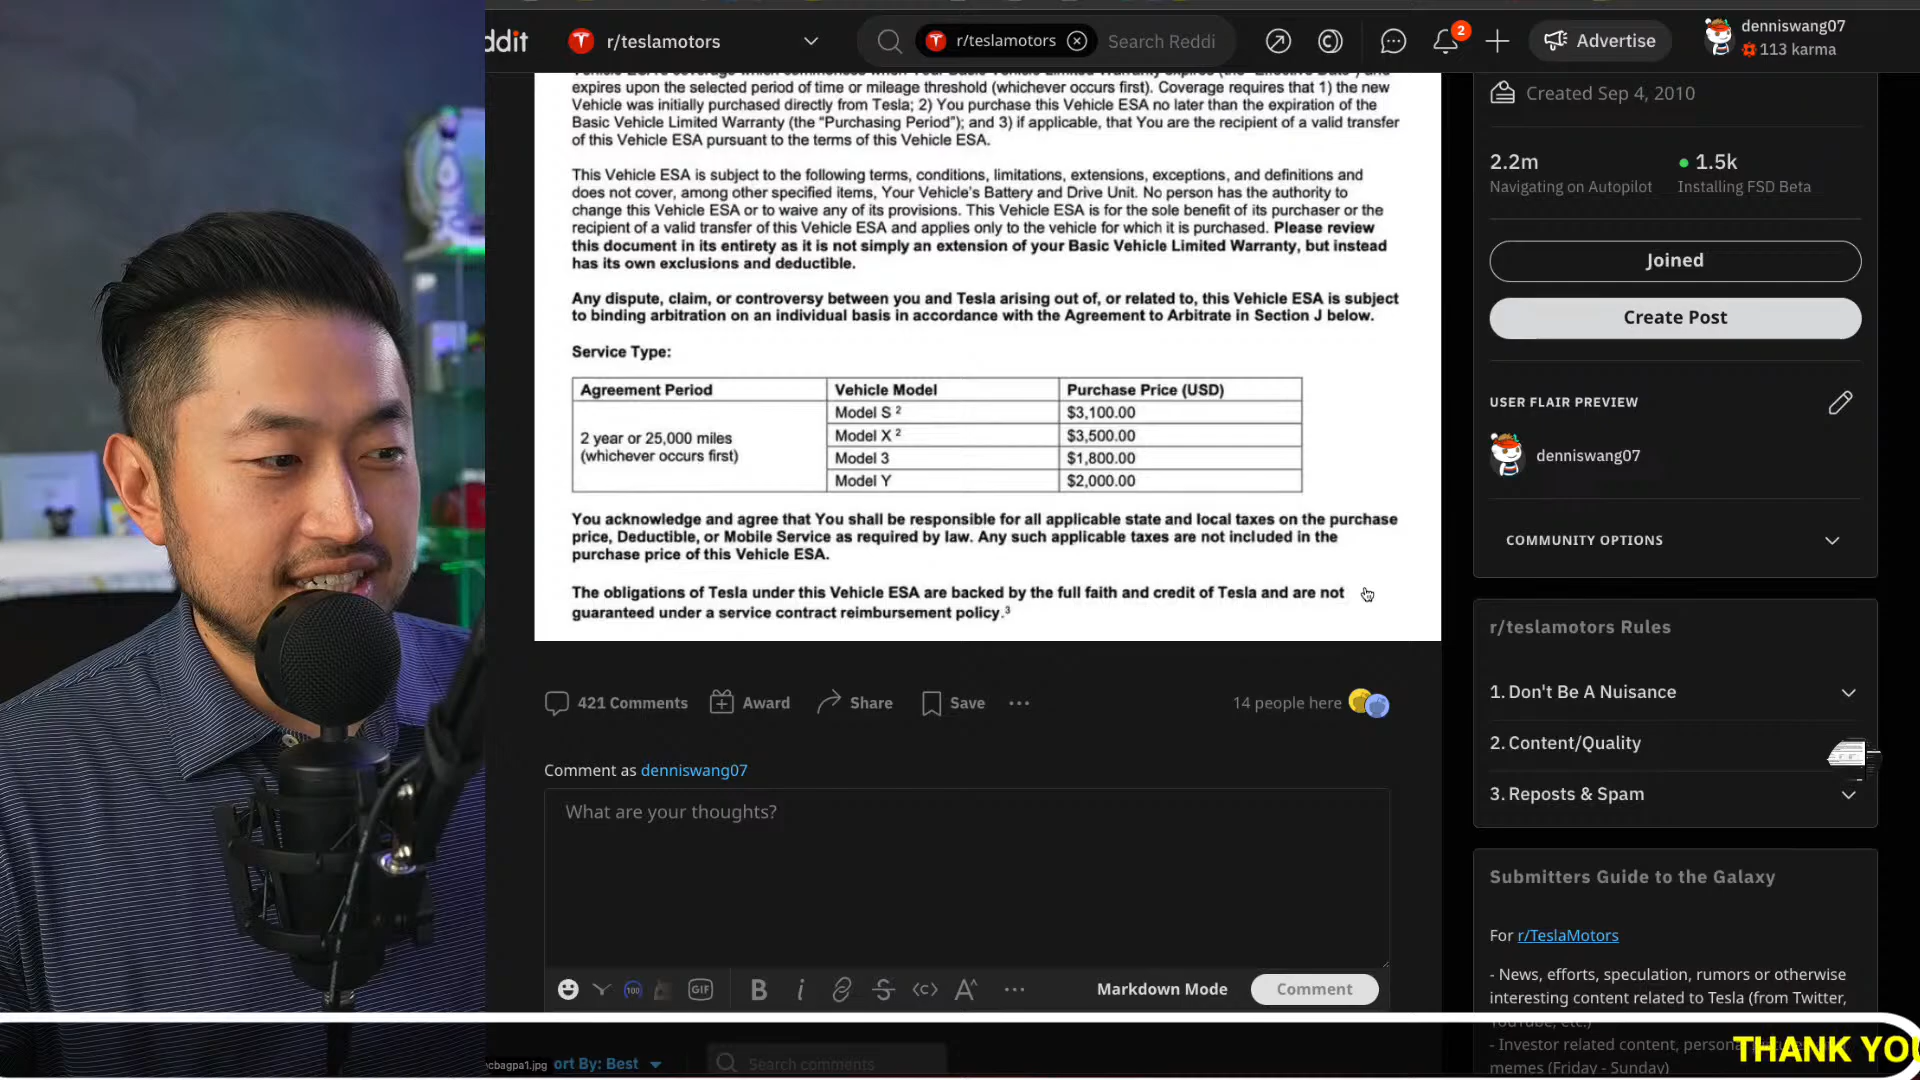 ddit
r/teslamotors
r/teslamotors
Search Reddi
2
Advertise
denniswang07
113 karma
expires upon the selected period of time or mileage threshold (whichever occurs first). Coverage requires that 1) the new
Vehicle was initially purchased directly from Tesla; 2) You purchase this Vehicle ESA no later than the expiration of the
Basic Vehicle Limited Warranty (the "Purchasing Period"); and 3) if applicable, that You are the recipient of a valid transfer
of this Vehicle ESA pursuant to the terms of this Vehicle ESA.
This Vehicle ESA is subject to the following terms, conditions, limitations, extensions, exceptions, and definitions and
does not cover, among other specified items, Your Vehicle's Battery and Drive Unit. No person has the authority to
change this Vehicle ESA or to waive any of its provisions. This Vehicle ESA is for the sole benefit of its purchaser or the
recipient of a valid transfer of this Vehicle ESA and applies only to the vehicle for which it is purchased. Please review
this document in its entirety as it is not simply an extension of your Basic Vehicle Limited Warranty, but instead
has its own exclusions and deductible.
Any dispute, claim, or controversy between you and Tesla arising out of, or related to, this Vehicle ESA is subject
to binding arbitration on an individual basis in accordance with the Agreement to Arbitrate in Section J below.
Service Type:
Agreement Period Vehicle Model Purchase Price (USD)
2 year or 25,000 miles
(whichever occurs first)
Model S 2 $3,100.00
Model X 2 $3,500.00
Model 3 $1,800.00
Model Y $2,000.00
You acknowledge and agree that You shall be responsible for all applicable state and local taxes on the purchase
price, Deductible, or Mobile Service as required by law. Any such applicable taxes are not included in the
purchase price of this Vehicle ESA.
The obligations of Tesla under this Vehicle ESA are backed by the full faith and credit of Tesla and are not
guaranteed under a service contract reimbursement policy.3
421 Comments
Award
Share
Save
14 people here
Comment as denniswang07
What are your thoughts?
100
GIF
B
i
S
A
Markdown Mode
Comment
cbagpa1.jpg
ort By: Best
Search comments
Created Sep 4, 2010
2.2m
Navigating on Autopilot
1.5k
Installing FSD Beta
Joined
Create Post
USER FLAIR PREVIEW
denniswang07
COMMUNITY OPTIONS
r/teslamotors Rules
1. Don't Be A Nuisance
2. Content/Quality
3. Reposts & Spam
Submitters Guide to the Galaxy
For r/TeslaMotors
- News, efforts, speculation, rumors or otherwise
interesting content related to Tesla (from Twitter,
YouTube, etc.)
- Investor related content, person
memes (Friday - Sunday)
THANK YOU